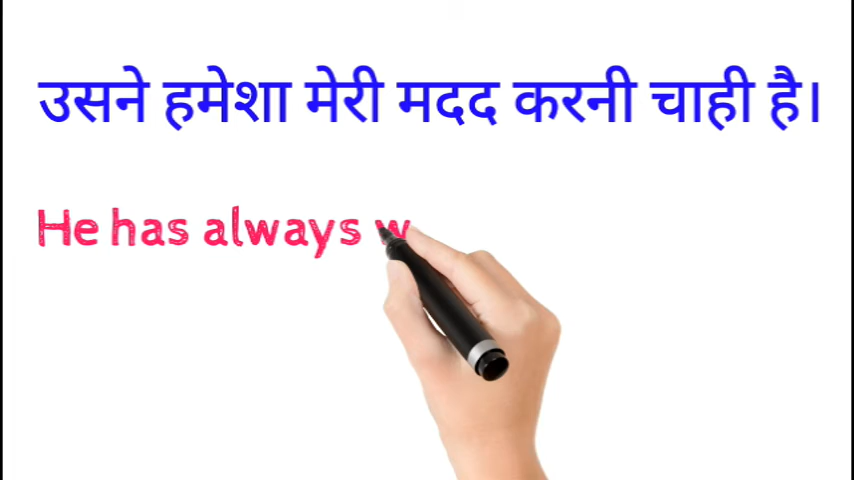 उसने हमेशा मेरी मदद करनी चाही है।
He has always w